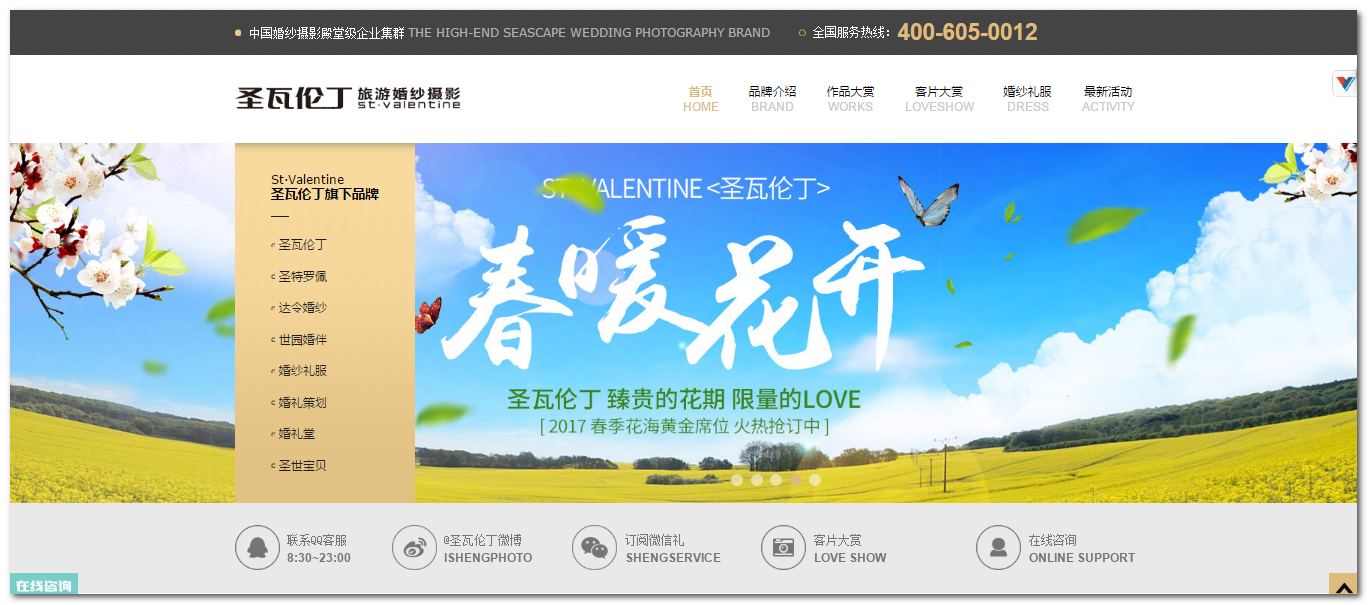 中国婚纱摄影殿堂级企业集群 THE HIGH-END SEASCAPE WEDDING PHOTOGRAPHY BRAND 全国服务热线：400-605-0012
圣瓦伦丁 旅游婚纱摄影
st·valentine
首页 品牌介绍 作品大赏 客片大赏 婚纱礼服 最新活动
HOME BRAND WORKS LOVESHOW DRESS ACTIVITY
St·Valentine
圣瓦伦丁旗下品牌
圣瓦伦丁
圣特罗佩
达令婚纱
世园婚伴
婚纱礼服
婚礼策划
婚礼堂
圣世宝贝
ST·VALENTINE <圣瓦伦丁>
春暖花开
圣瓦伦丁 臻贵的花期 限量的LOVE
[ 2017 春季花海黄金席位 火热抢订中 ]
联系QQ客服
8:30~23:00
@圣瓦伦丁微博
ISHENGPHOTO
订阅微信礼
SHENGSERVICE
客片大赏
LOVE SHOW
在线咨询
ONLINE SUPPORT
在线咨询